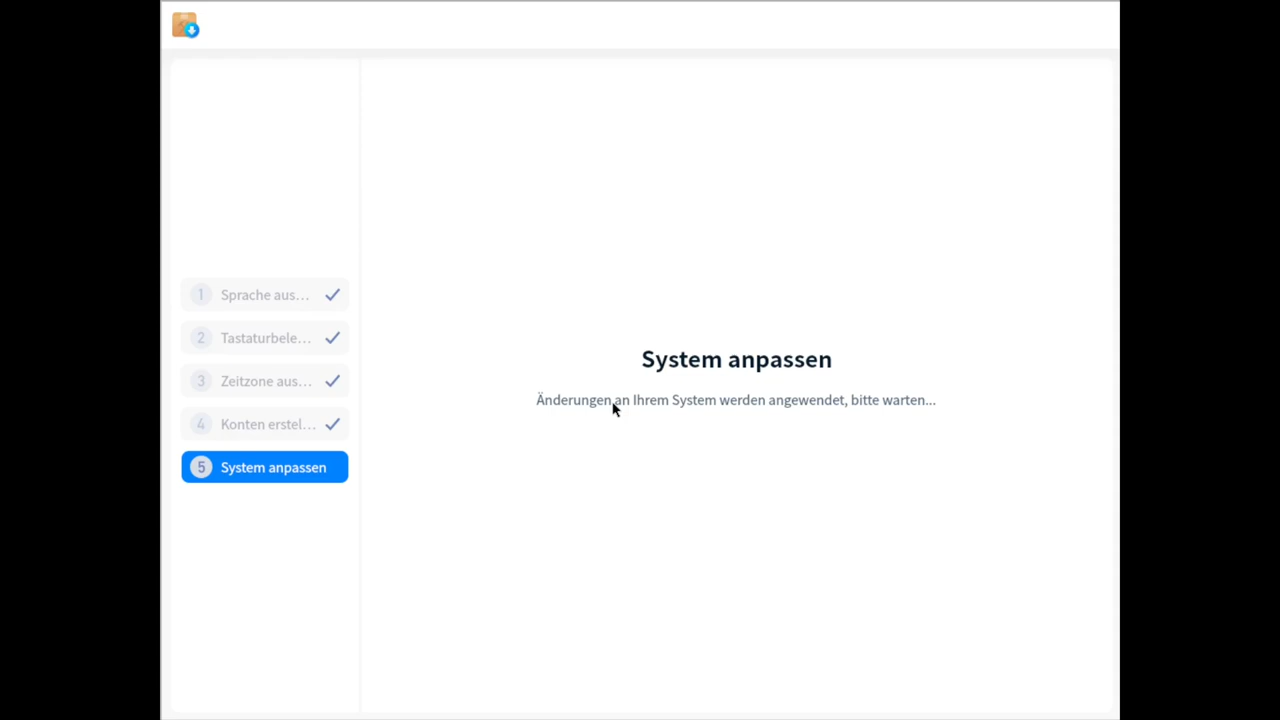 1 Sprache aus...
2 Tastaturbele...
3 Zeitzone aus...
4 Konten erstel...
5 System anpassen
System anpassen
Änderungen an Ihrem System werden angewendet, bitte warten...